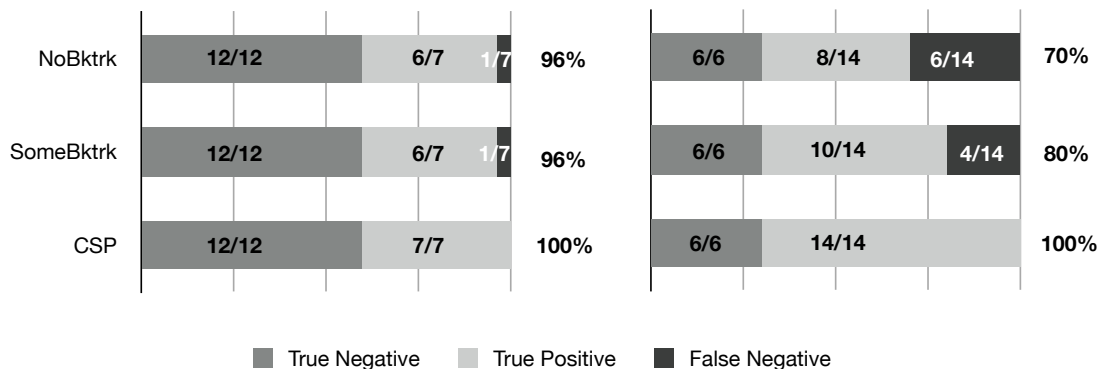 NoBktrk 12/12 6/7 1/7 96% 6/6 8/14 6/14 70%
SomeBktrk 12/12 6/7 1/7 96% 6/6 10/14 4/14 80%
CSP 12/12 7/7 100% 6/6 14/14 100%
True Negative True Positive False Negative